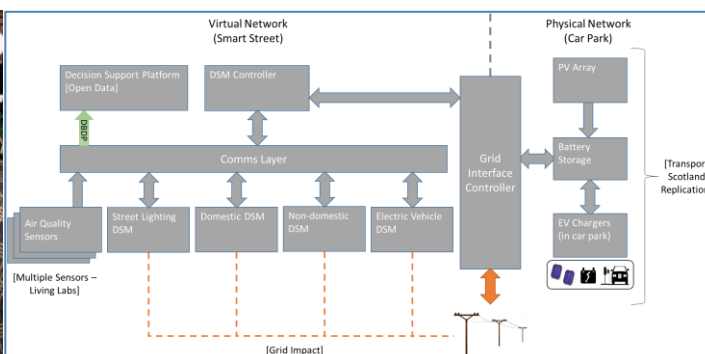 Virtual Network
(Smart Street)
Physical Network
(Car Park)
Decision Support Platform
[Open Data]
DSM Controller
PV Array
DBDP
Comms Layer
Grid
Interface
Controller
Battery
Storage
[Transport
Scotland
Replication
Air Quality
Sensors
Street Lighting
DSM
Domestic DSM
Non-domestic
DSM
Electric Vehicle
DSM
EV Chargers
(in car park)
[Multiple Sensors –
Living Labs]
[Grid Impact]